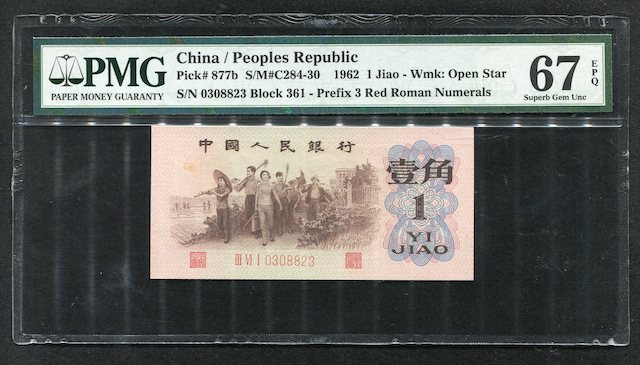 PMG
PAPER MONEY GUARANTY
China / Peoples Republic
Pick# 877b S/M#C284-30 1962 1 Jiao - Wmk: Open Star
S/N 0308823 Block 361 - Prefix 3 Red Roman Numerals
67 EPQ
Superb Gem Unc
中國人民銀行
壹角
1
YI
JIAO
III VI I 0308823